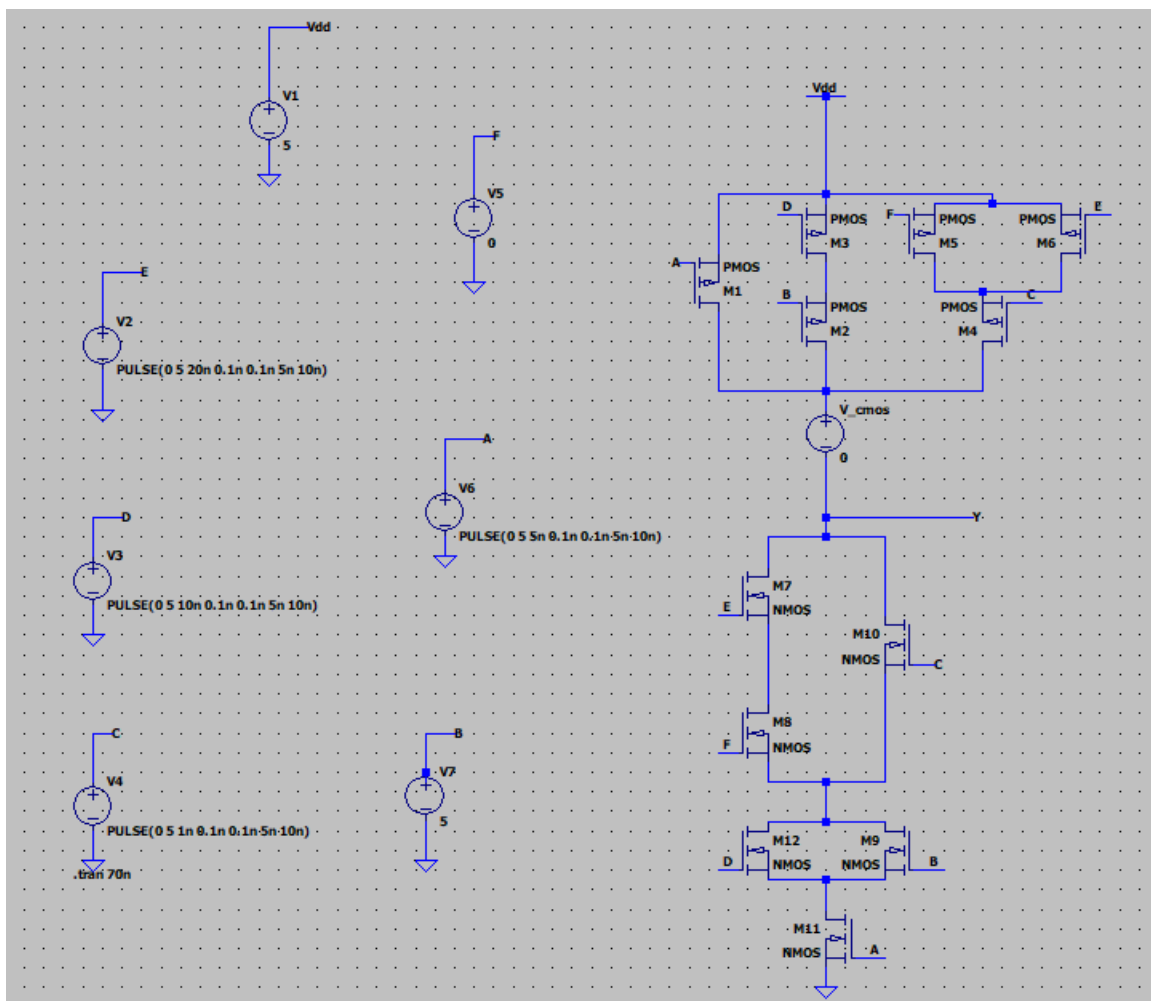 Vdd
V1
5
F
V5
0
E
V2
PULSE(0 5 20n 0.1n 0.1n 5n 10n)
A
V6
PULSE(0 5 5n 0.1n 0.1n 5n 10n)
D
V3
PULSE(0 5 10n 0.1n 0.1n 5n 10n)
C
V4
PULSE(0 5 1n 0.1n 0.1n 5n 10n)
.tran 70n
B
V7
5
Vdd
D
PMOS
M3
F
PMOS
M5
PMOS
E
M6
A
PMOS
M1
B
PMOS
M2
PMOS
C
M4
V_cmos
0
Y
M7
E
NMOS
M10
NMOS
C
M8
F
NMOS
M12
D
NMOS
M9
NMOS
B
M11
NMOS
A